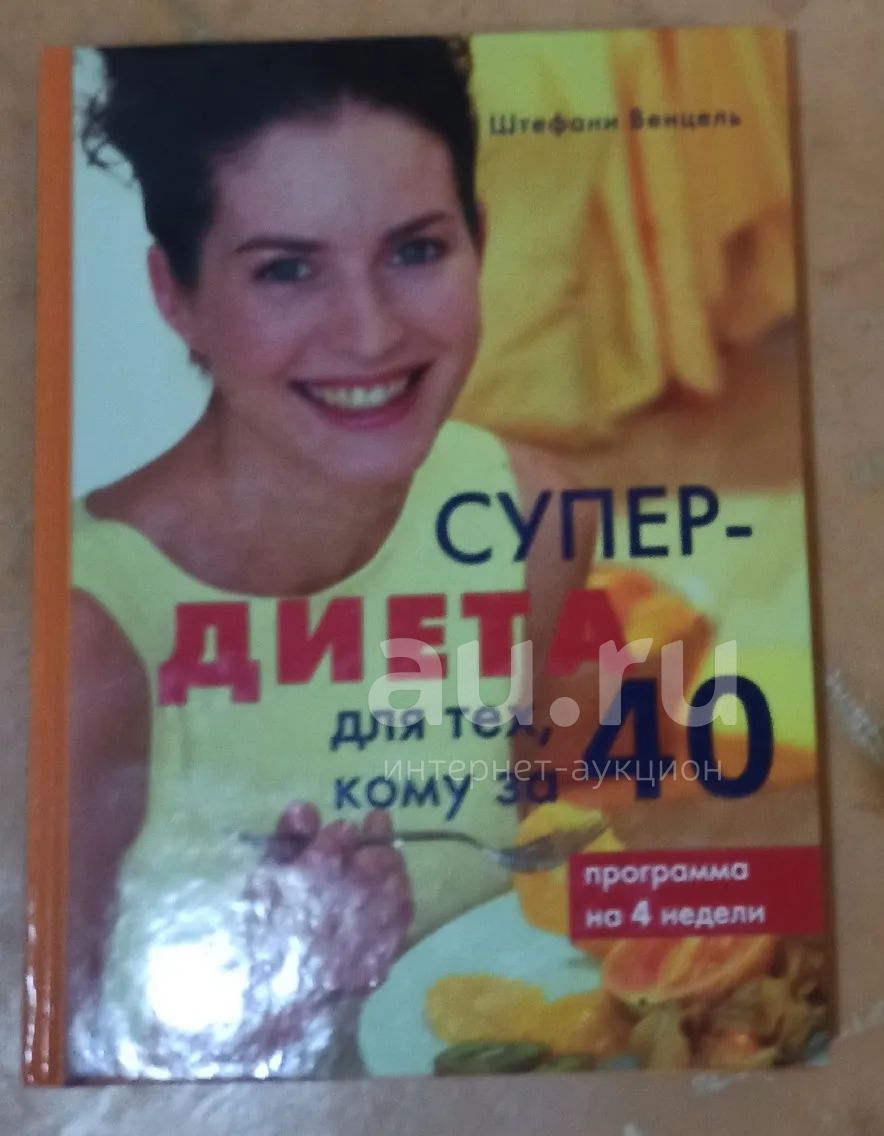 Штефани Венцель
СУПЕР-
ДИЕТА
для тех,
кому за 40
au.ru
интернет-аукцион
программа
на 4 недели